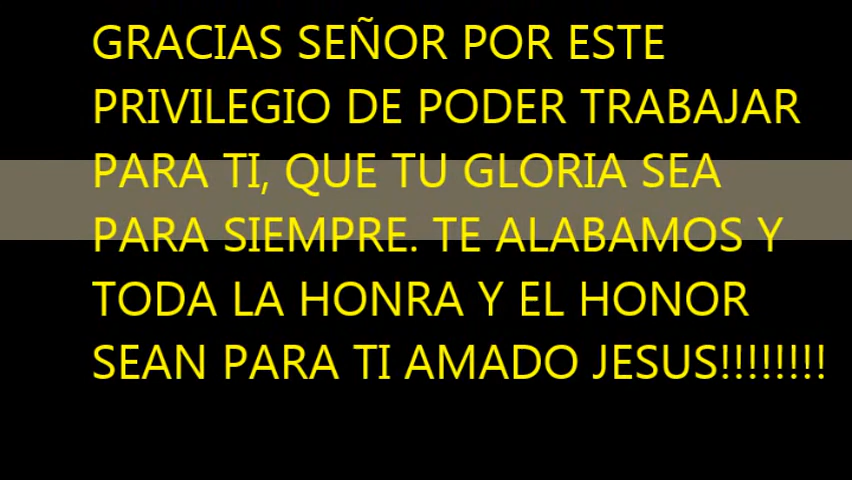 GRACIAS SEÑOR POR ESTE
PRIVILEGIO DE PODER TRABAJAR
PARA TI, QUE TU GLORIA SEA
PARA SIEMPRE. TE ALABAMOS Y
TODA LA HONRA Y EL HONOR
SEAN PARA TI AMADO JESUS!!!!!!!!